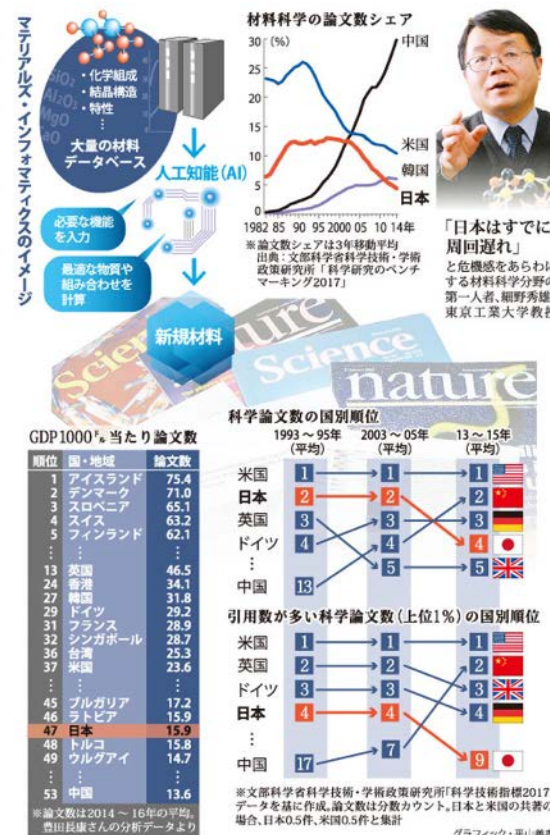 マテリアルズ・インフォマティクスのイメージ
SiO₂
Al₂O₃
MgO
aO
・化学組成
・結晶構造
・特性
⋮
大量の材料
データベース
人工知能(AI)
必要な機能
を入力
最適な物質や
組み合わせを
計算
新規材料
材料科学の論文数シェア
30 (%)
25
20
15
10
5
0
中国
米国
韓国
日本
1982 85 90 95 2000 05 10 14年
※論文数シェアは3年移動平均
出典:文部科学省科学技術・学術
政策研究所「科学研究のベンチ
マーキング2017」
「日本はすでに
周回遅れ」
と危機感をあらわに
する材料科学分野の
第一人者、細野秀雄
東京工業大学教授
Science
nature
Science
nature
GDP1000㌦当たり論文数
順位 国・地域 論文数
1 アイスランド 75.4
2 デンマーク 71.0
3 スロベニア 65.1
4 スイス 63.2
5 フィンランド 62.1
⋮ ⋮ ⋮
13 英国 46.5
24 香港 34.1
27 韓国 31.8
29 ドイツ 29.2
31 フランス 28.9
32 シンガポール 28.7
36 台湾 25.3
37 米国 23.6
⋮ ⋮ ⋮
45 ブルガリア 17.2
46 ラトビア 15.9
47 日本 15.9
48 トルコ 15.8
49 ウルグアイ 14.7
⋮ ⋮ ⋮
53 中国 13.6
※論文数は2014〜16年の平均。
豊田長康さんの分析データより
科学論文数の国別順位
1993〜95年 2003〜05年 13〜15年
(平均) (平均) (平均)
米国 1 1 1
日本 2 2 2
英国 3 3 3
ドイツ 4 4 4
⋮ 5 5
中国 13
引用数が多い科学論文数(上位1%)の国別順位
米国 1 1 1
英国 2 2 2
ドイツ 3 3 3
日本 4 4 4
⋮
中国 17 7 9
※文部科学省科学技術・学術政策研究所「科学技術指標2017」
データを基に作成。論文数は分数カウント。日本と米国の共著の
場合、日本0.5件、米国0.5件と集計
グラフィック・平山